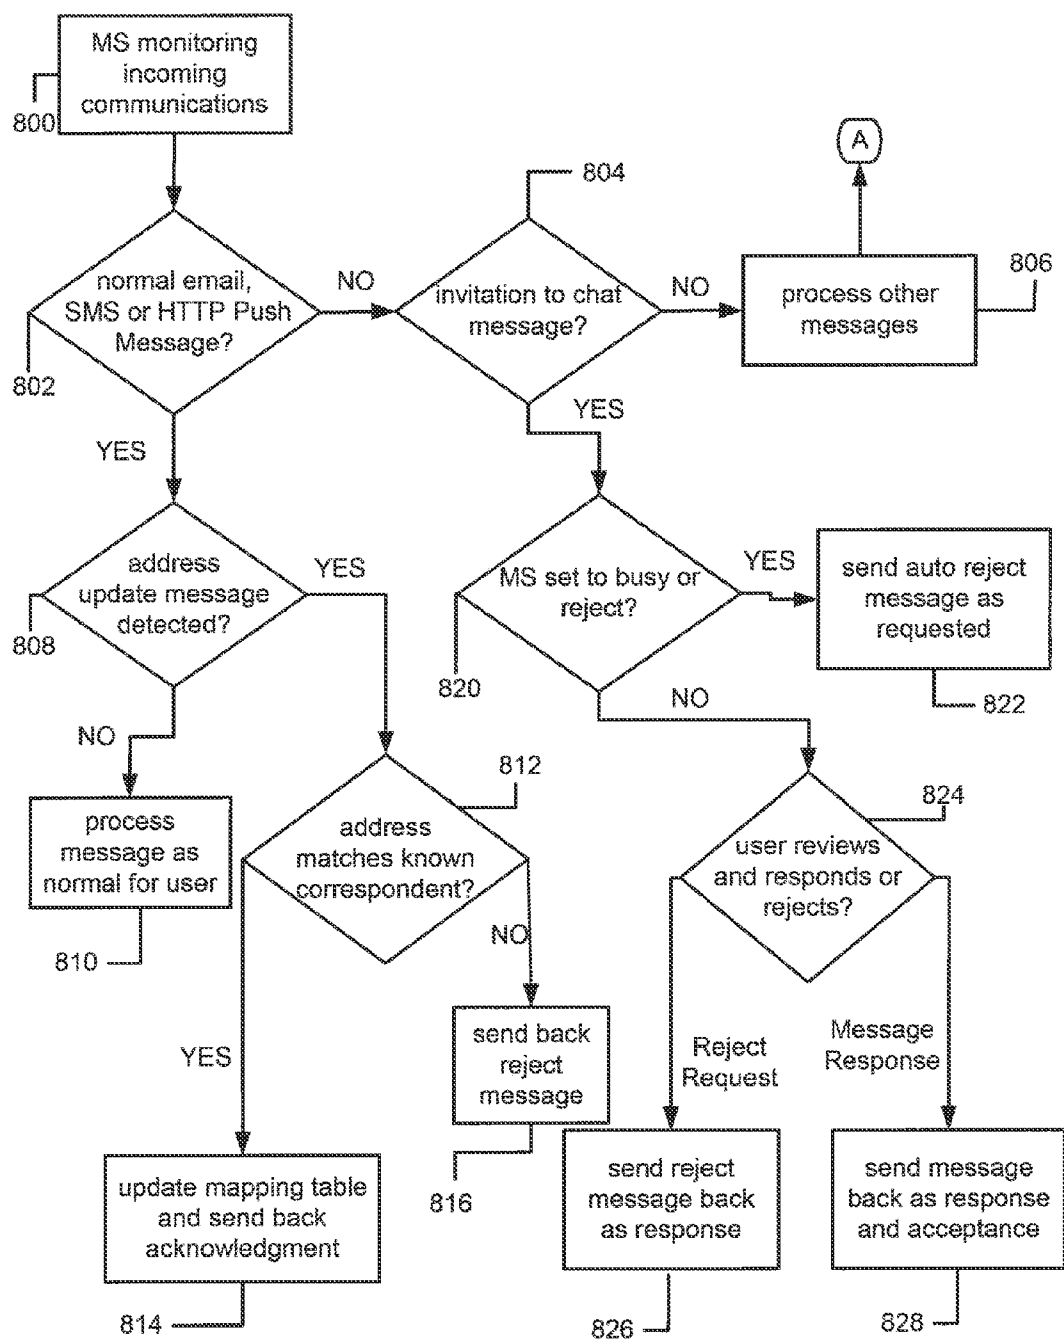 MS monitoring
incoming
communications
800
A
804
normal email,
SMS or HTTP Push
Message?
NO
invitation to chat
message?
NO
process other
messages
806
802
YES
YES
address
update message
detected?
YES
808
MS set to busy or
reject?
YES
send auto reject
message as
requested
820
822
NO
NO
process
message as
normal for user
810
812
address
matches known
correspondent?
824
user reviews
and responds or
rejects?
NO
YES
send back
reject
message
816
Reject
Request
Message
Response
update mapping table
and send back
acknowledgment
814
send reject
message back
as response
826
send message
back as response
and acceptance
828